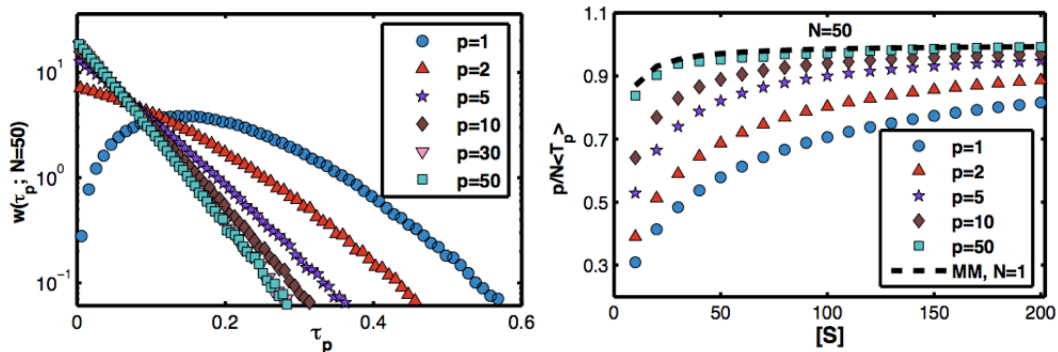 w(τp; N=50)
10¹
10⁰
10⁻¹
p=1
p=2
p=5
p=10
p=30
p=50
0
0.2
0.4
0.6
τp
p/N<Tp>
1.1
0.9
0.7
0.5
0.3
N=50
p=1
p=2
p=5
p=10
p=50
MM, N=1
0
50
100
150
200
[S]